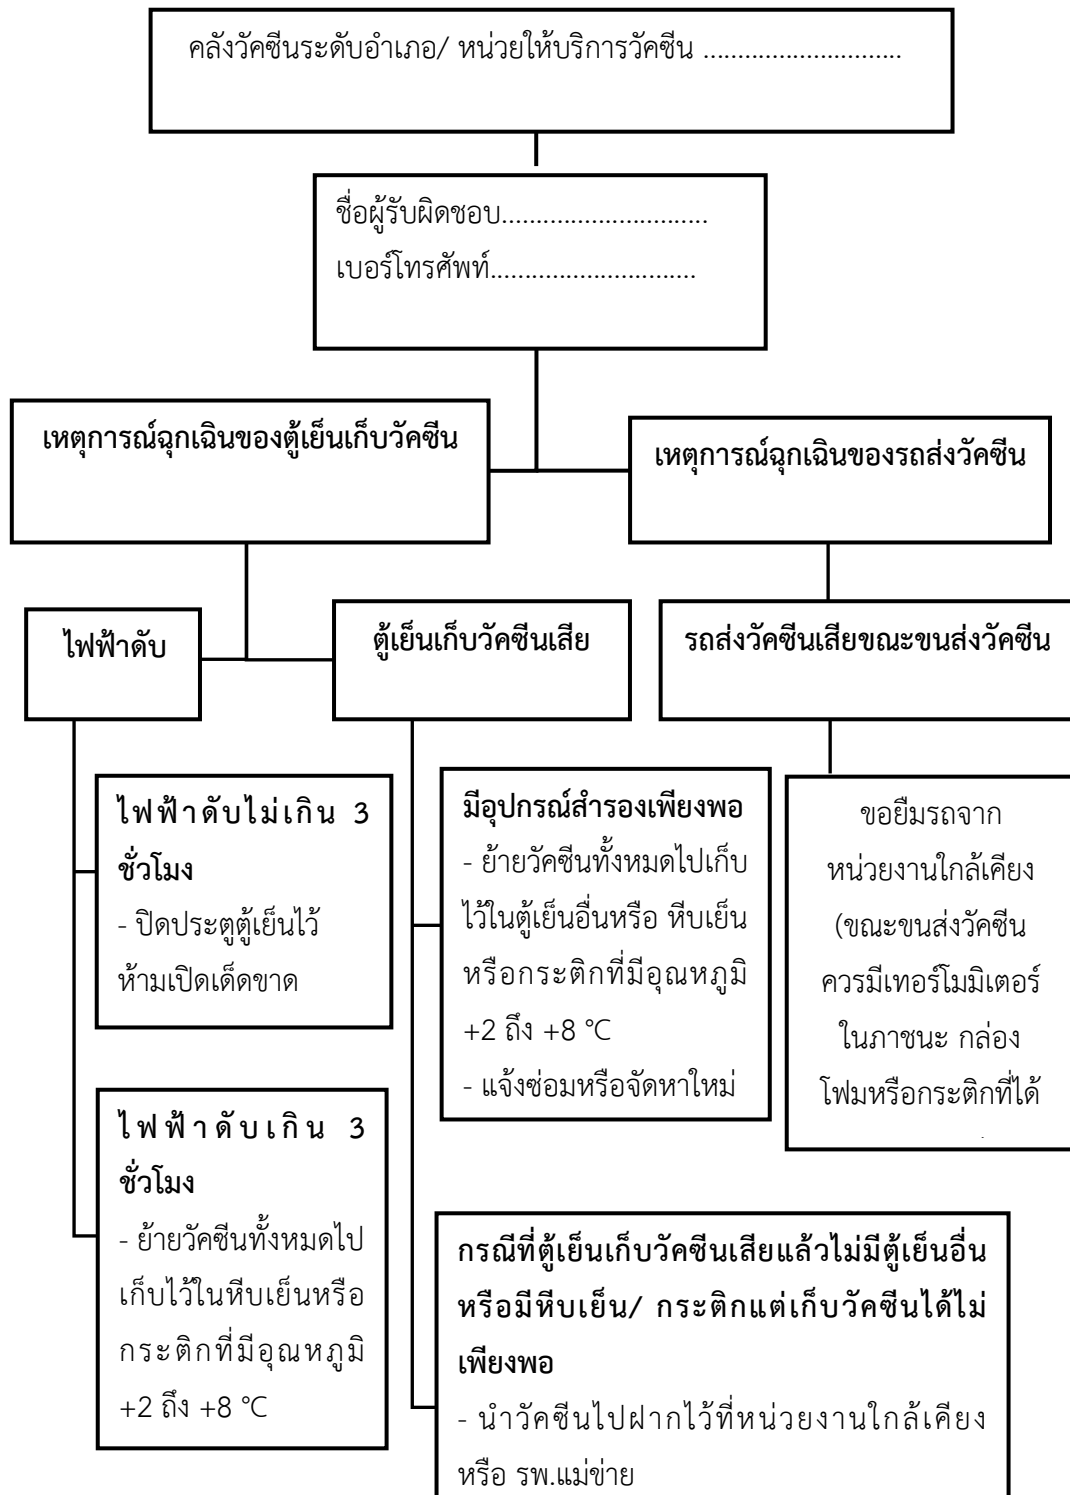 คลังวัคซีนระดับอำเภอ/ หน่วยให้บริการวัคซีน .............................
ชื่อผู้รับผิดชอบ..............................
เบอร์โทรศัพท์..............................
เหตุการณ์ฉุกเฉินของตู้เย็นเก็บวัคซีน
เหตุการณ์ฉุกเฉินของรถส่งวัคซีน
ไฟฟ้าดับ
ตู้เย็นเก็บวัคซีนเสีย
รถส่งวัคซีนเสียขณะขนส่งวัคซีน
ไฟฟ้าดับไม่เกิน 3
ชั่วโมง
- ปิดประตูตู้เย็นไว้
ห้ามเปิดเด็ดขาด
ไฟฟ้าดับเกิน 3
ชั่วโมง
- ย้ายวัคซีนทั้งหมดไป
เก็บไว้ในหีบเย็นหรือ
กระติกที่มีอุณหภูมิ
+2 ถึง +8 °C
มีอุปกรณ์สำรองเพียงพอ
- ย้ายวัคซีนทั้งหมดไปเก็บ
ไว้ในตู้เย็นอื่นหรือ หีบเย็น
หรือกระติกที่มีอุณหภูมิ
+2 ถึง +8 °C
- แจ้งซ่อมหรือจัดหาใหม่
กรณีที่ตู้เย็นเก็บวัคซีนเสียแล้วไม่มีตู้เย็นอื่น
หรือมีหีบเย็น/ กระติกแต่เก็บวัคซีนได้ไม่
เพียงพอ
- นำวัคซีนไปฝากไว้ที่หน่วยงานใกล้เคียง
หรือ รพ.แม่ข่าย
ขอยืมรถจาก
หน่วยงานใกล้เคียง
(ขณะขนส่งวัคซีน
ควรมีเทอร์โมมิเตอร์
ในภาชนะ กล่อง
โฟมหรือกระติกที่ได้